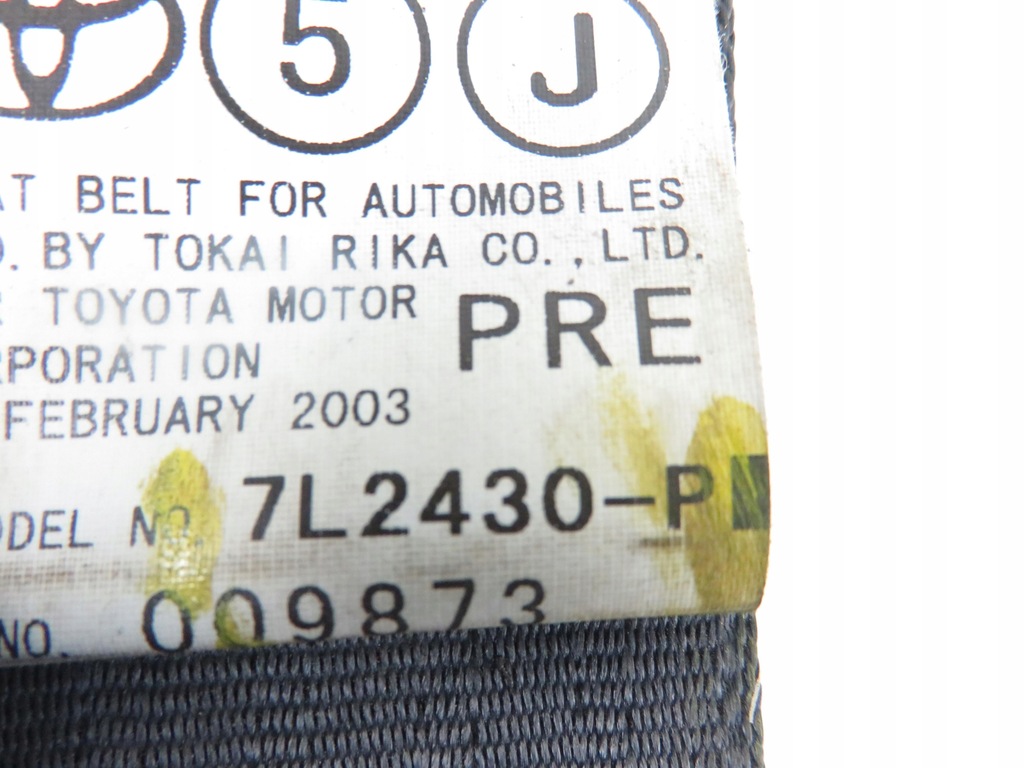 5 J
AT BELT FOR AUTOMOBILES
D. BY TOKAI RIKA CO., LTD.
TOYOTA MOTOR
PRE
RPORATION
FEBRUARY 2003
ODEL NO. 7L2430-P
NO. 009873